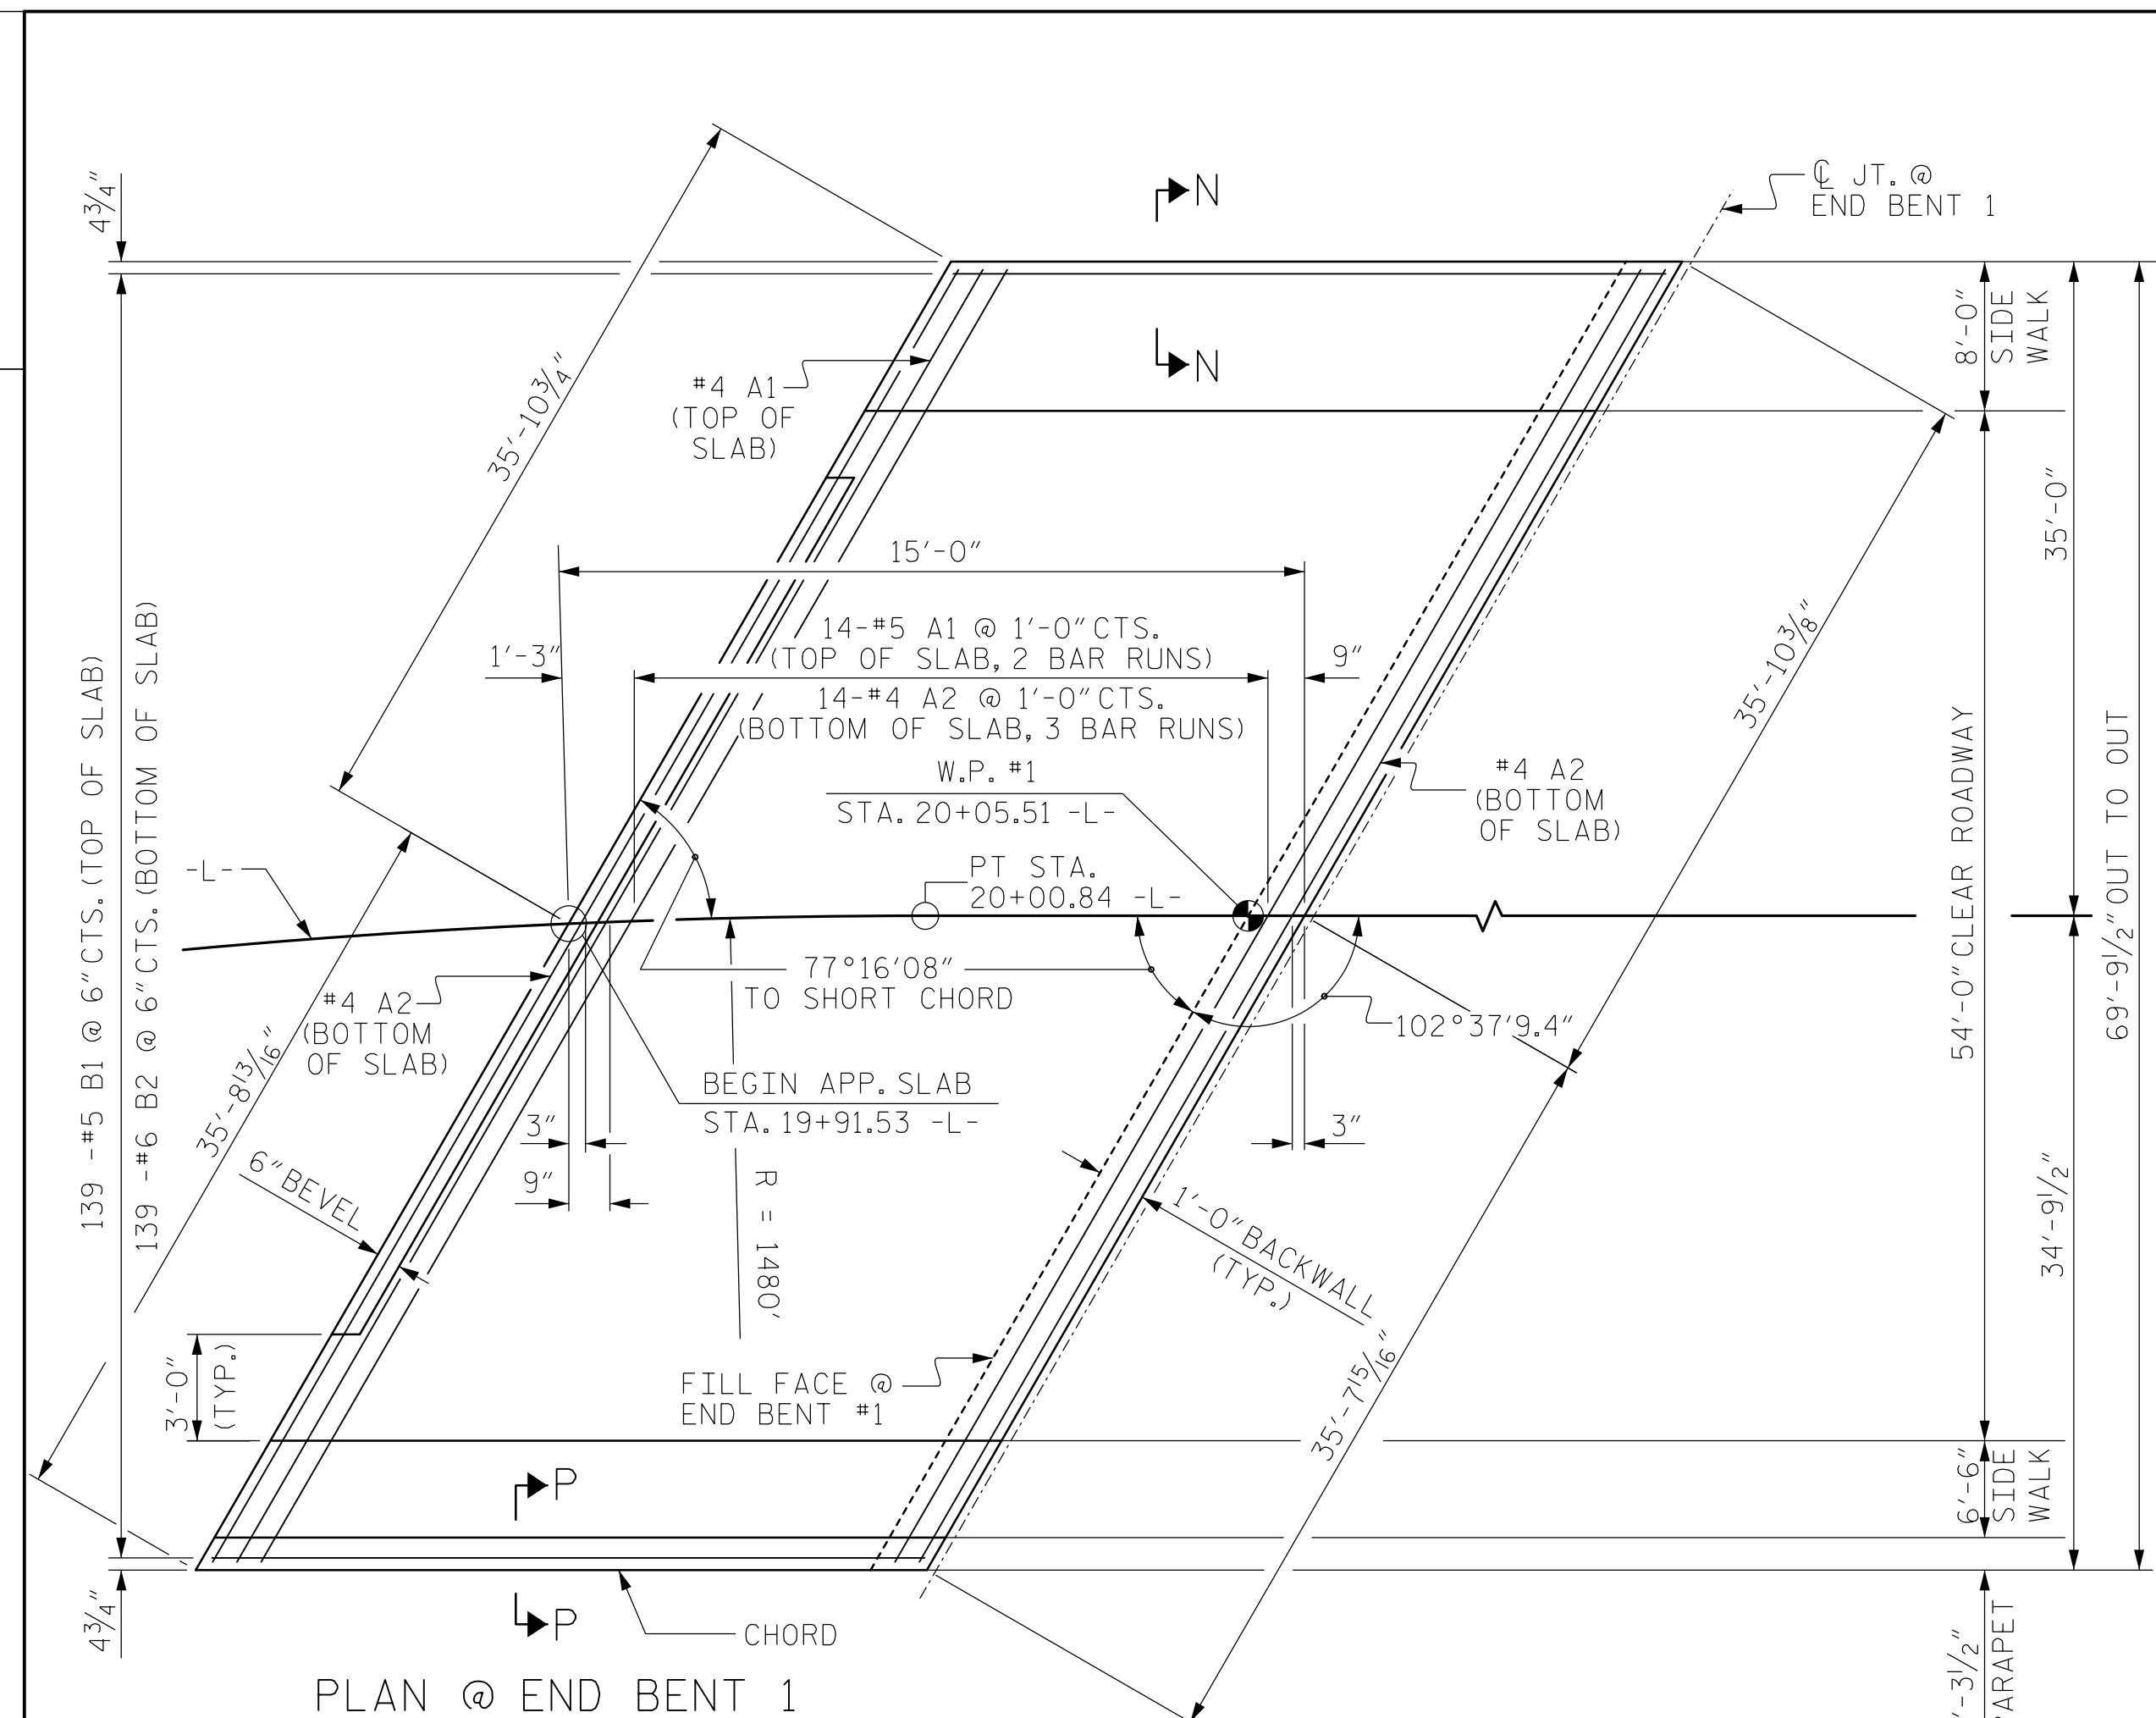 4¾"
N
℄ JT. @
END BENT 1
35'-10¾"
#4 A1
(TOP OF
SLAB)
N
8'-0"
SIDE
WALK
35'-0"
15'-0"
14-#5 A1 @ 1'-0"CTS.
(TOP OF SLAB, 2 BAR RUNS)
1'-3"
9"
14-#4 A2 @ 1'-0"CTS.
(BOTTOM OF SLAB, 3 BAR RUNS)
W.P. #1
STA. 20+05.51 -L-
35'-10⅜"
#4 A2
(BOTTOM
OF SLAB)
139 -#5 B1 @ 6"CTS. (TOP OF SLAB)
139 -#6 B2 @ 6"CTS. (BOTTOM OF SLAB)
-L-
PT STA.
20+00.84 -L-
54'-0"CLEAR ROADWAY
69'-9½"OUT TO OUT
77°16'08"
TO SHORT CHORD
102°37'9.4"
#4 A2
(BOTTOM
OF SLAB)
35'-8 13/16"
BEGIN APP. SLAB
STA. 19+91.53 -L-
3"
9"
3"
6"BEVEL
R = 1480'
1'-0"BACKWALL
(TYP.)
34'-9½"
3'-0"
(TYP.)
FILL FACE @
END BENT #1
35'-7 15/16"
P
6'-6"
SIDE
WALK
4¾"
P
CHORD
'-3½"
PARAPET
PLAN @ END BENT 1